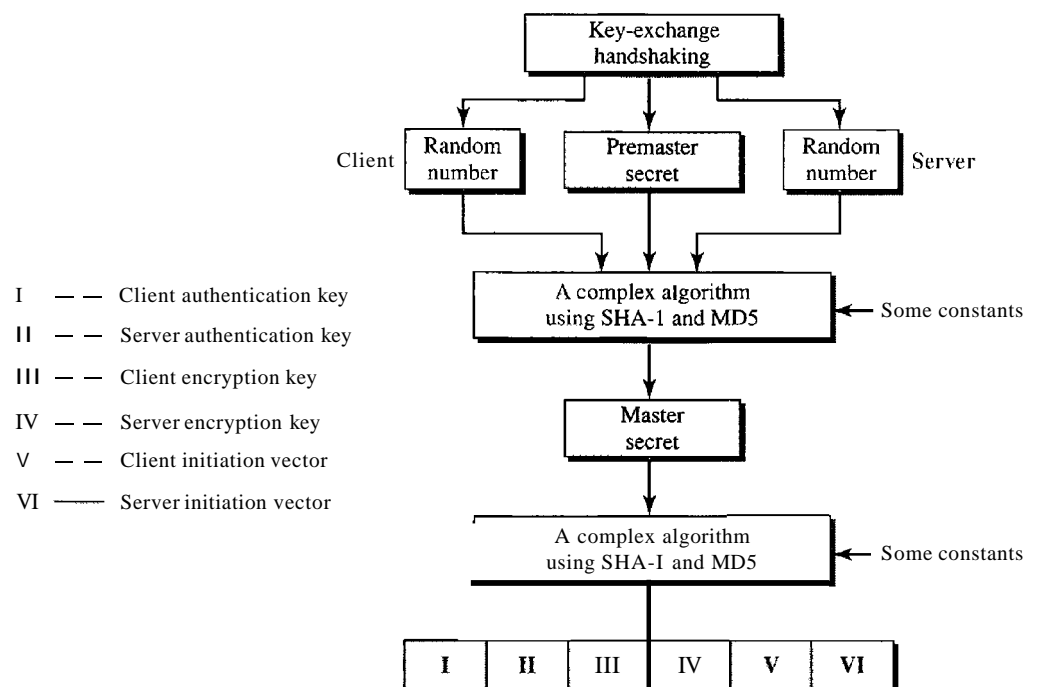 Key-exchange
handshaking
Client
Random
number
Premaster
secret
Random
number
Server
A complex algorithm
using SHA-1 and MD5
Some constants
I — — Client authentication key
II — — Server authentication key
III — — Client encryption key
IV — — Server encryption key
V — — Client initiation vector
VI —— Server initiation vector
Master
secret
A complex algorithm
using SHA-I and MD5
Some constants
I II III IV V VI